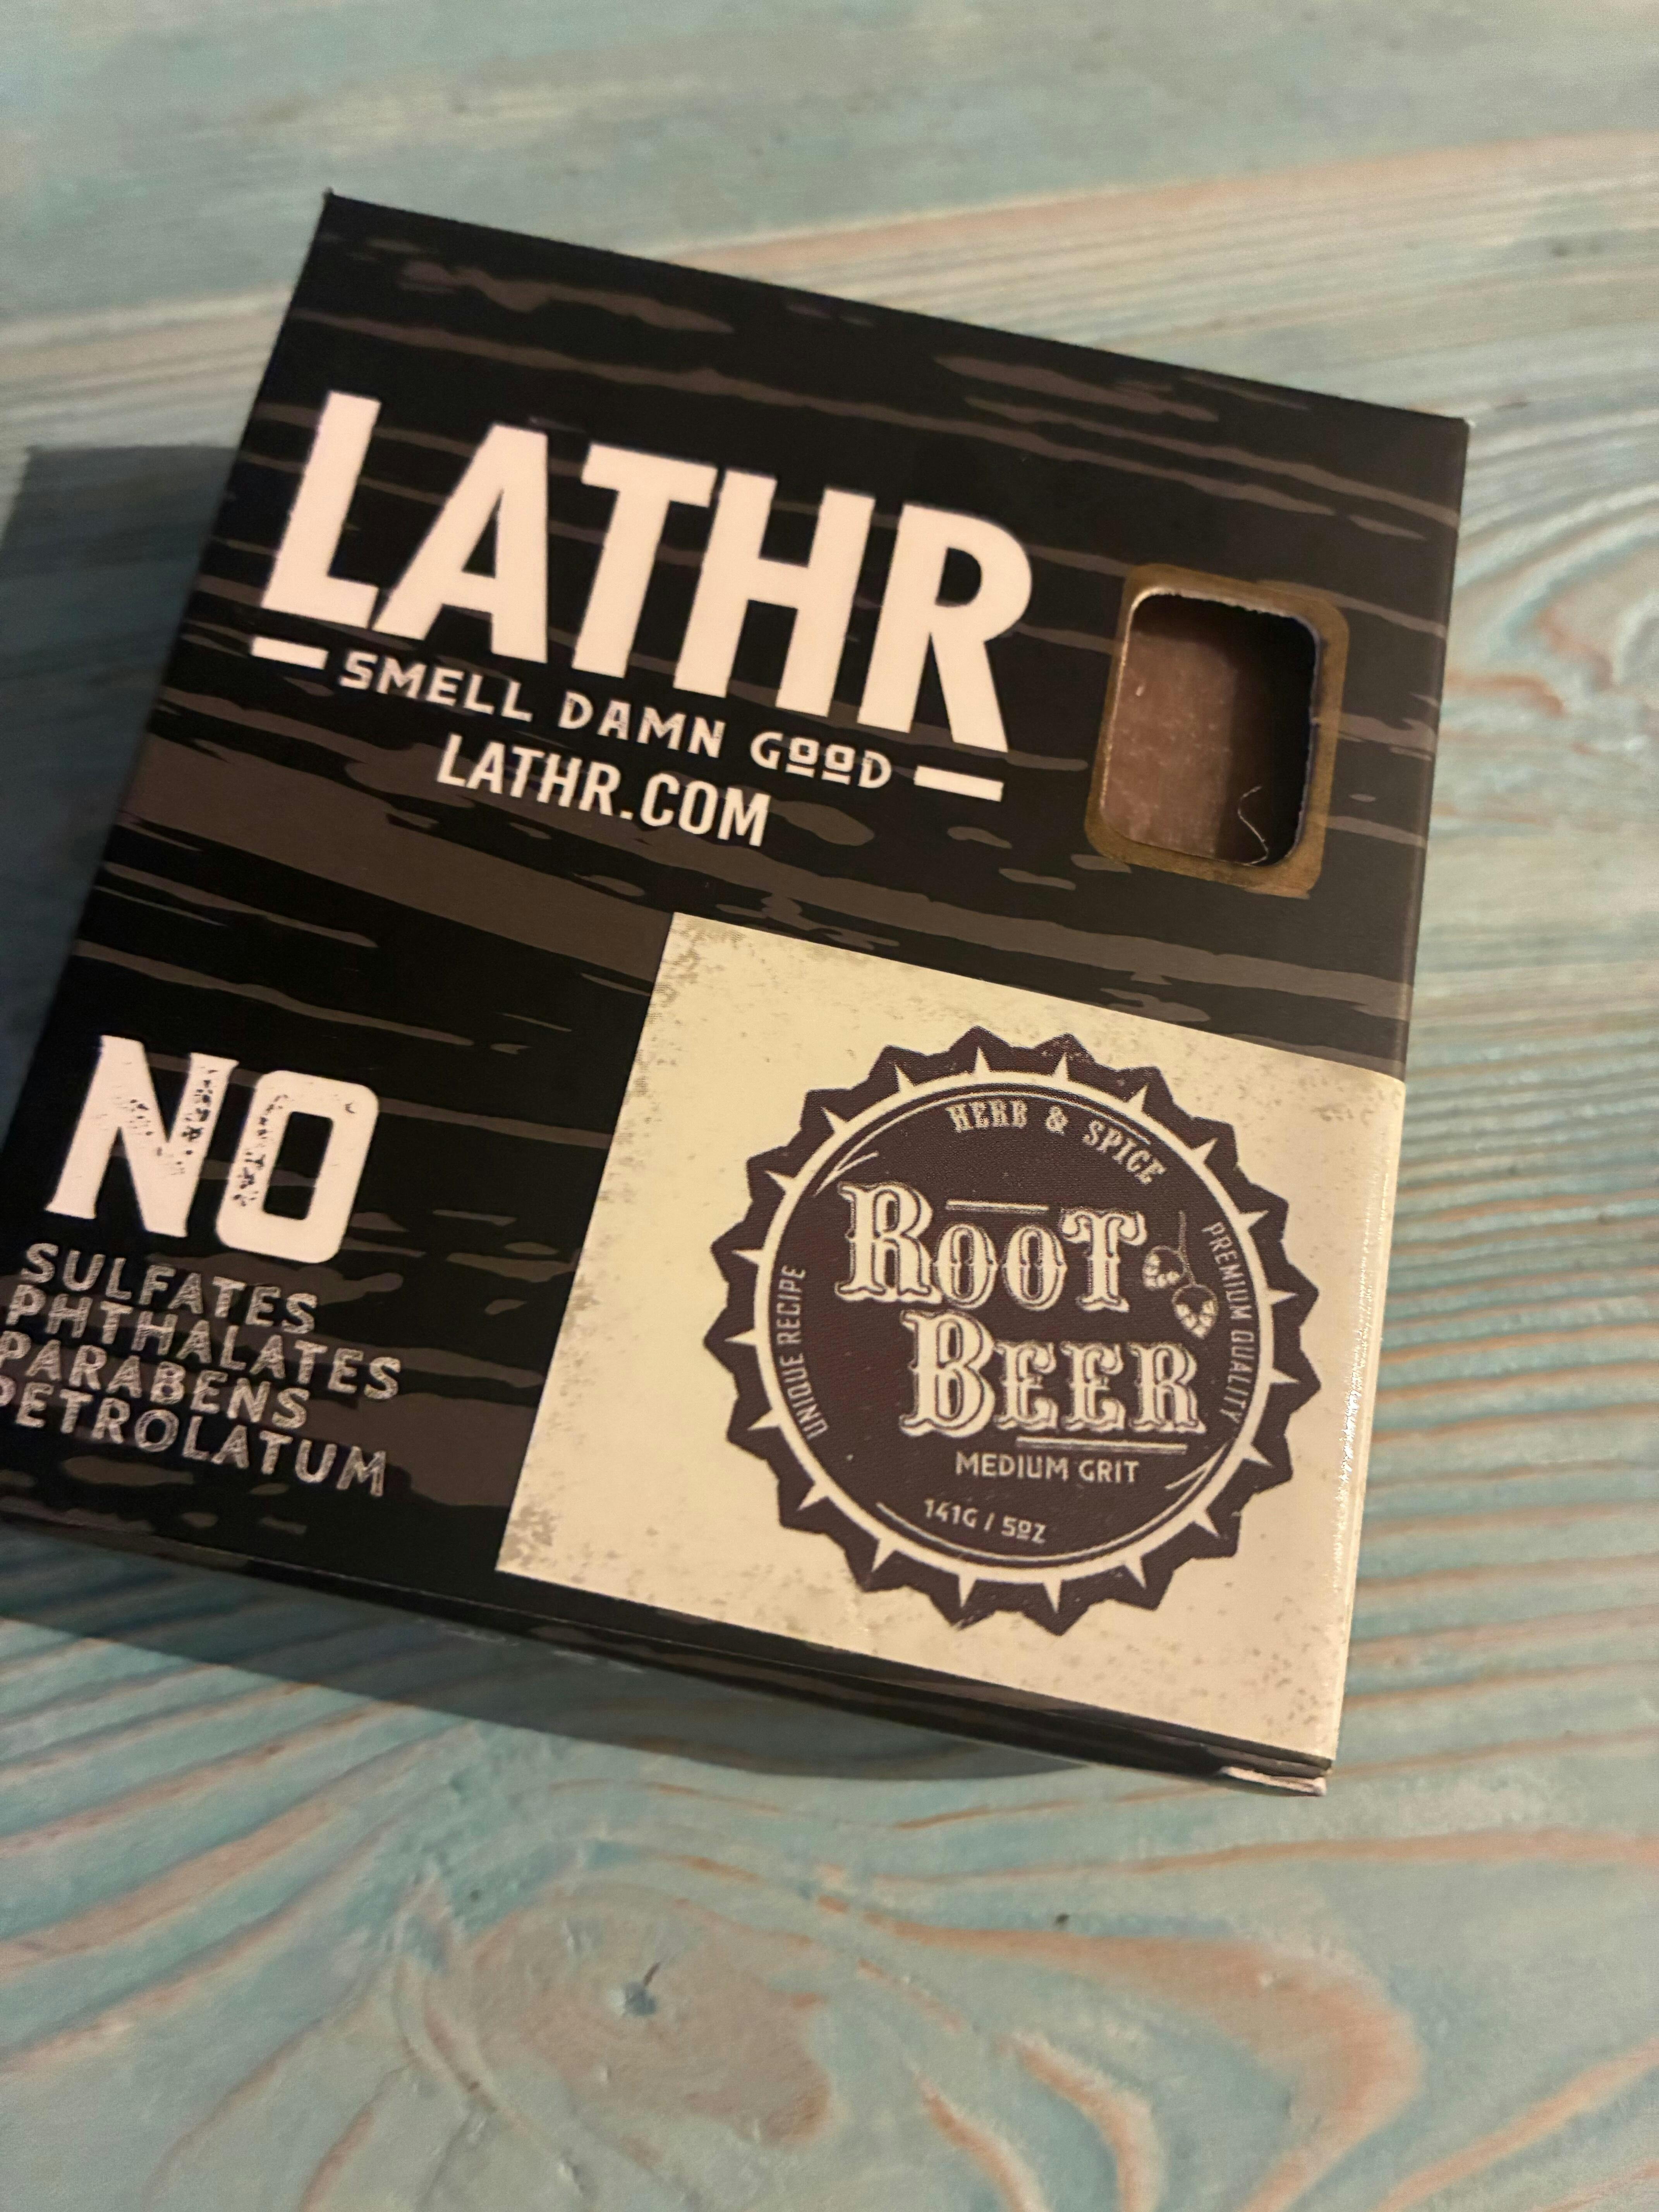 LATHR
SMELL DAMN GOOD
LATHR.COM
NO
SULFATES
PHTHALATES
PARABENS
PETROLATUM
HERB & SPICE
UNIQUE RECIPE
PREMIUM QUALITY
ROOT
BEER
MEDIUM GRIT
141G / 5OZ